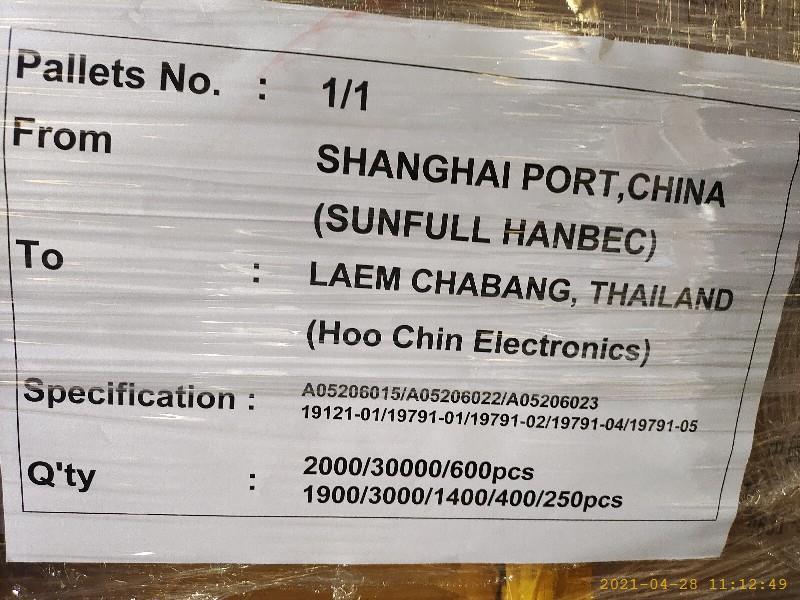 Pallets No. : 1/1
From SHANGHAI PORT,CHINA
(SUNFULL HANBEC)
To : LAEM CHABANG, THAILAND
(Hoo Chin Electronics)
Specification : A05206015/A05206022/A05206023
19121-01/19791-01/19791-02/19791-04/19791-05
Q'ty : 2000/30000/600pcs
1900/3000/1400/400/250pcs
2021-04-28 11:12:49